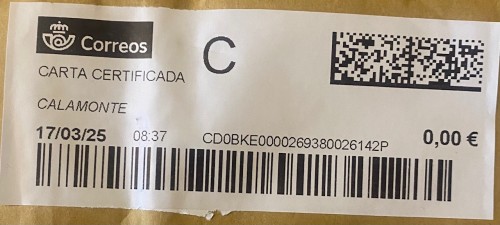 Correos
C
CARTA CERTIFICADA
CALAMONTE
17/03/25 08:37 CD0BKE0000269380026142P 0,00 €